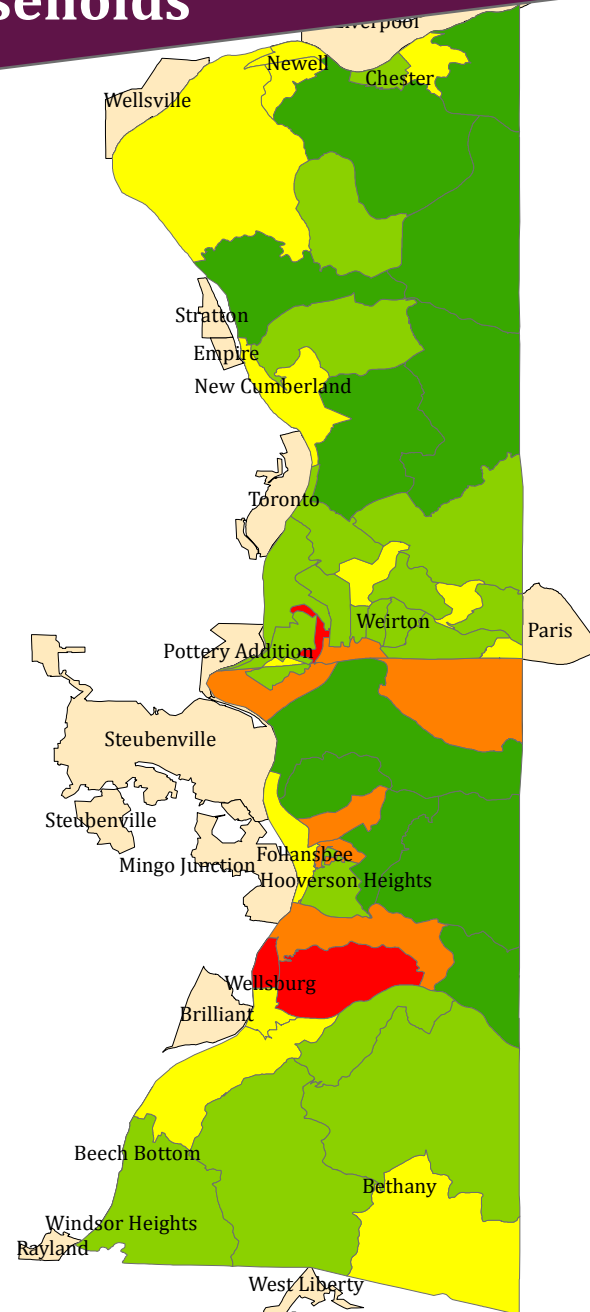 Newell
Chester
Wellsville
Stratton
Empire
New Cumberland
Toronto
Weirton
Paris
Pottery Addition
Steubenville
Steubenville
Follansbee
Mingo Junction
Hooverson Heights
Wellsburg
Brilliant
Beech Bottom
Bethany
Windsor Heights
Rayland
West Liberty